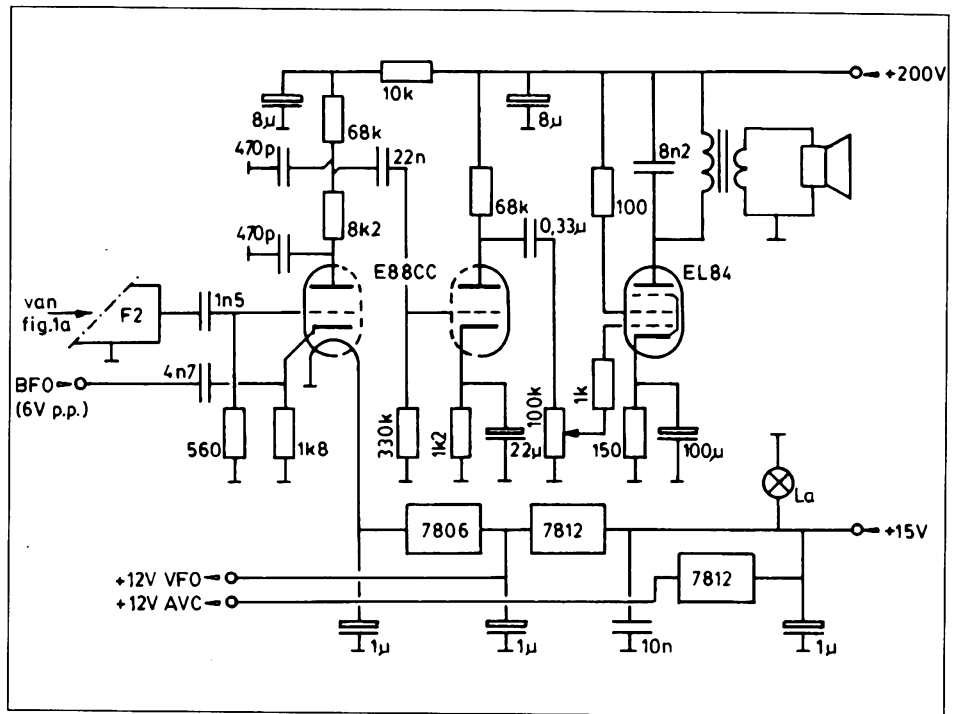 +200V
10k
8µ
68k
8µ
470p
22n
8n2
68k
100
8k2
0,33µ
470p
E88CC
EL84
van
fig.1a
F2
1n5
4n7
BFO
(6V p.p.)
560
1k8
330k
1k2
22µ
100k
1k
150
100µ
La
7806
7812
+15V
+12V VFO
7812
+12V AVC
1µ
1µ
10n
1µ